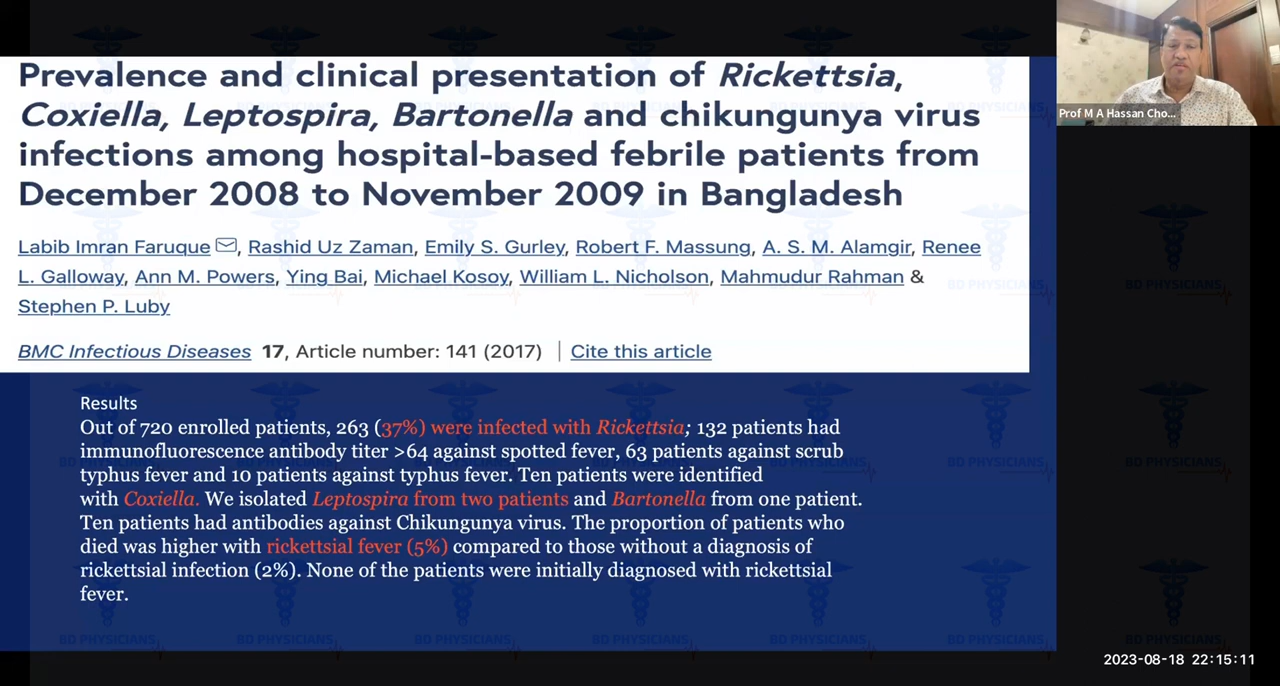 Prevalence and clinical presentation of Rickettsia,
Coxiella, Leptospira, Bartonella and chikungunya virus
infections among hospital-based febrile patients from
December 2008 to November 2009 in Bangladesh
Labib Imran Faruque, Rashid Uz Zaman, Emily S. Gurley, Robert F. Massung, A. S. M. Alamgir, Renee
L. Galloway, Ann M. Powers, Ying Bai, Michael Kosoy, William L. Nicholson, Mahmudur Rahman &
Stephen P. Luby
BMC Infectious Diseases 17, Article number: 141 (2017) | Cite this article
Results
Out of 720 enrolled patients, 263 (37%) were infected with Rickettsia; 132 patients had
immunofluorescence antibody titer >64 against spotted fever, 63 patients against scrub
typhus fever and 10 patients against typhus fever. Ten patients were identified
with Coxiella. We isolated Leptospira from two patients and Bartonella from one patient.
Ten patients had antibodies against Chikungunya virus. The proportion of patients who
died was higher with rickettsial fever (5%) compared to those without a diagnosis of
rickettsial infection (2%). None of the patients were initially diagnosed with rickettsial
fever.
Prof M A Hassan Cho...
BD PHYSICIANS
2023-08-18 22:15:11